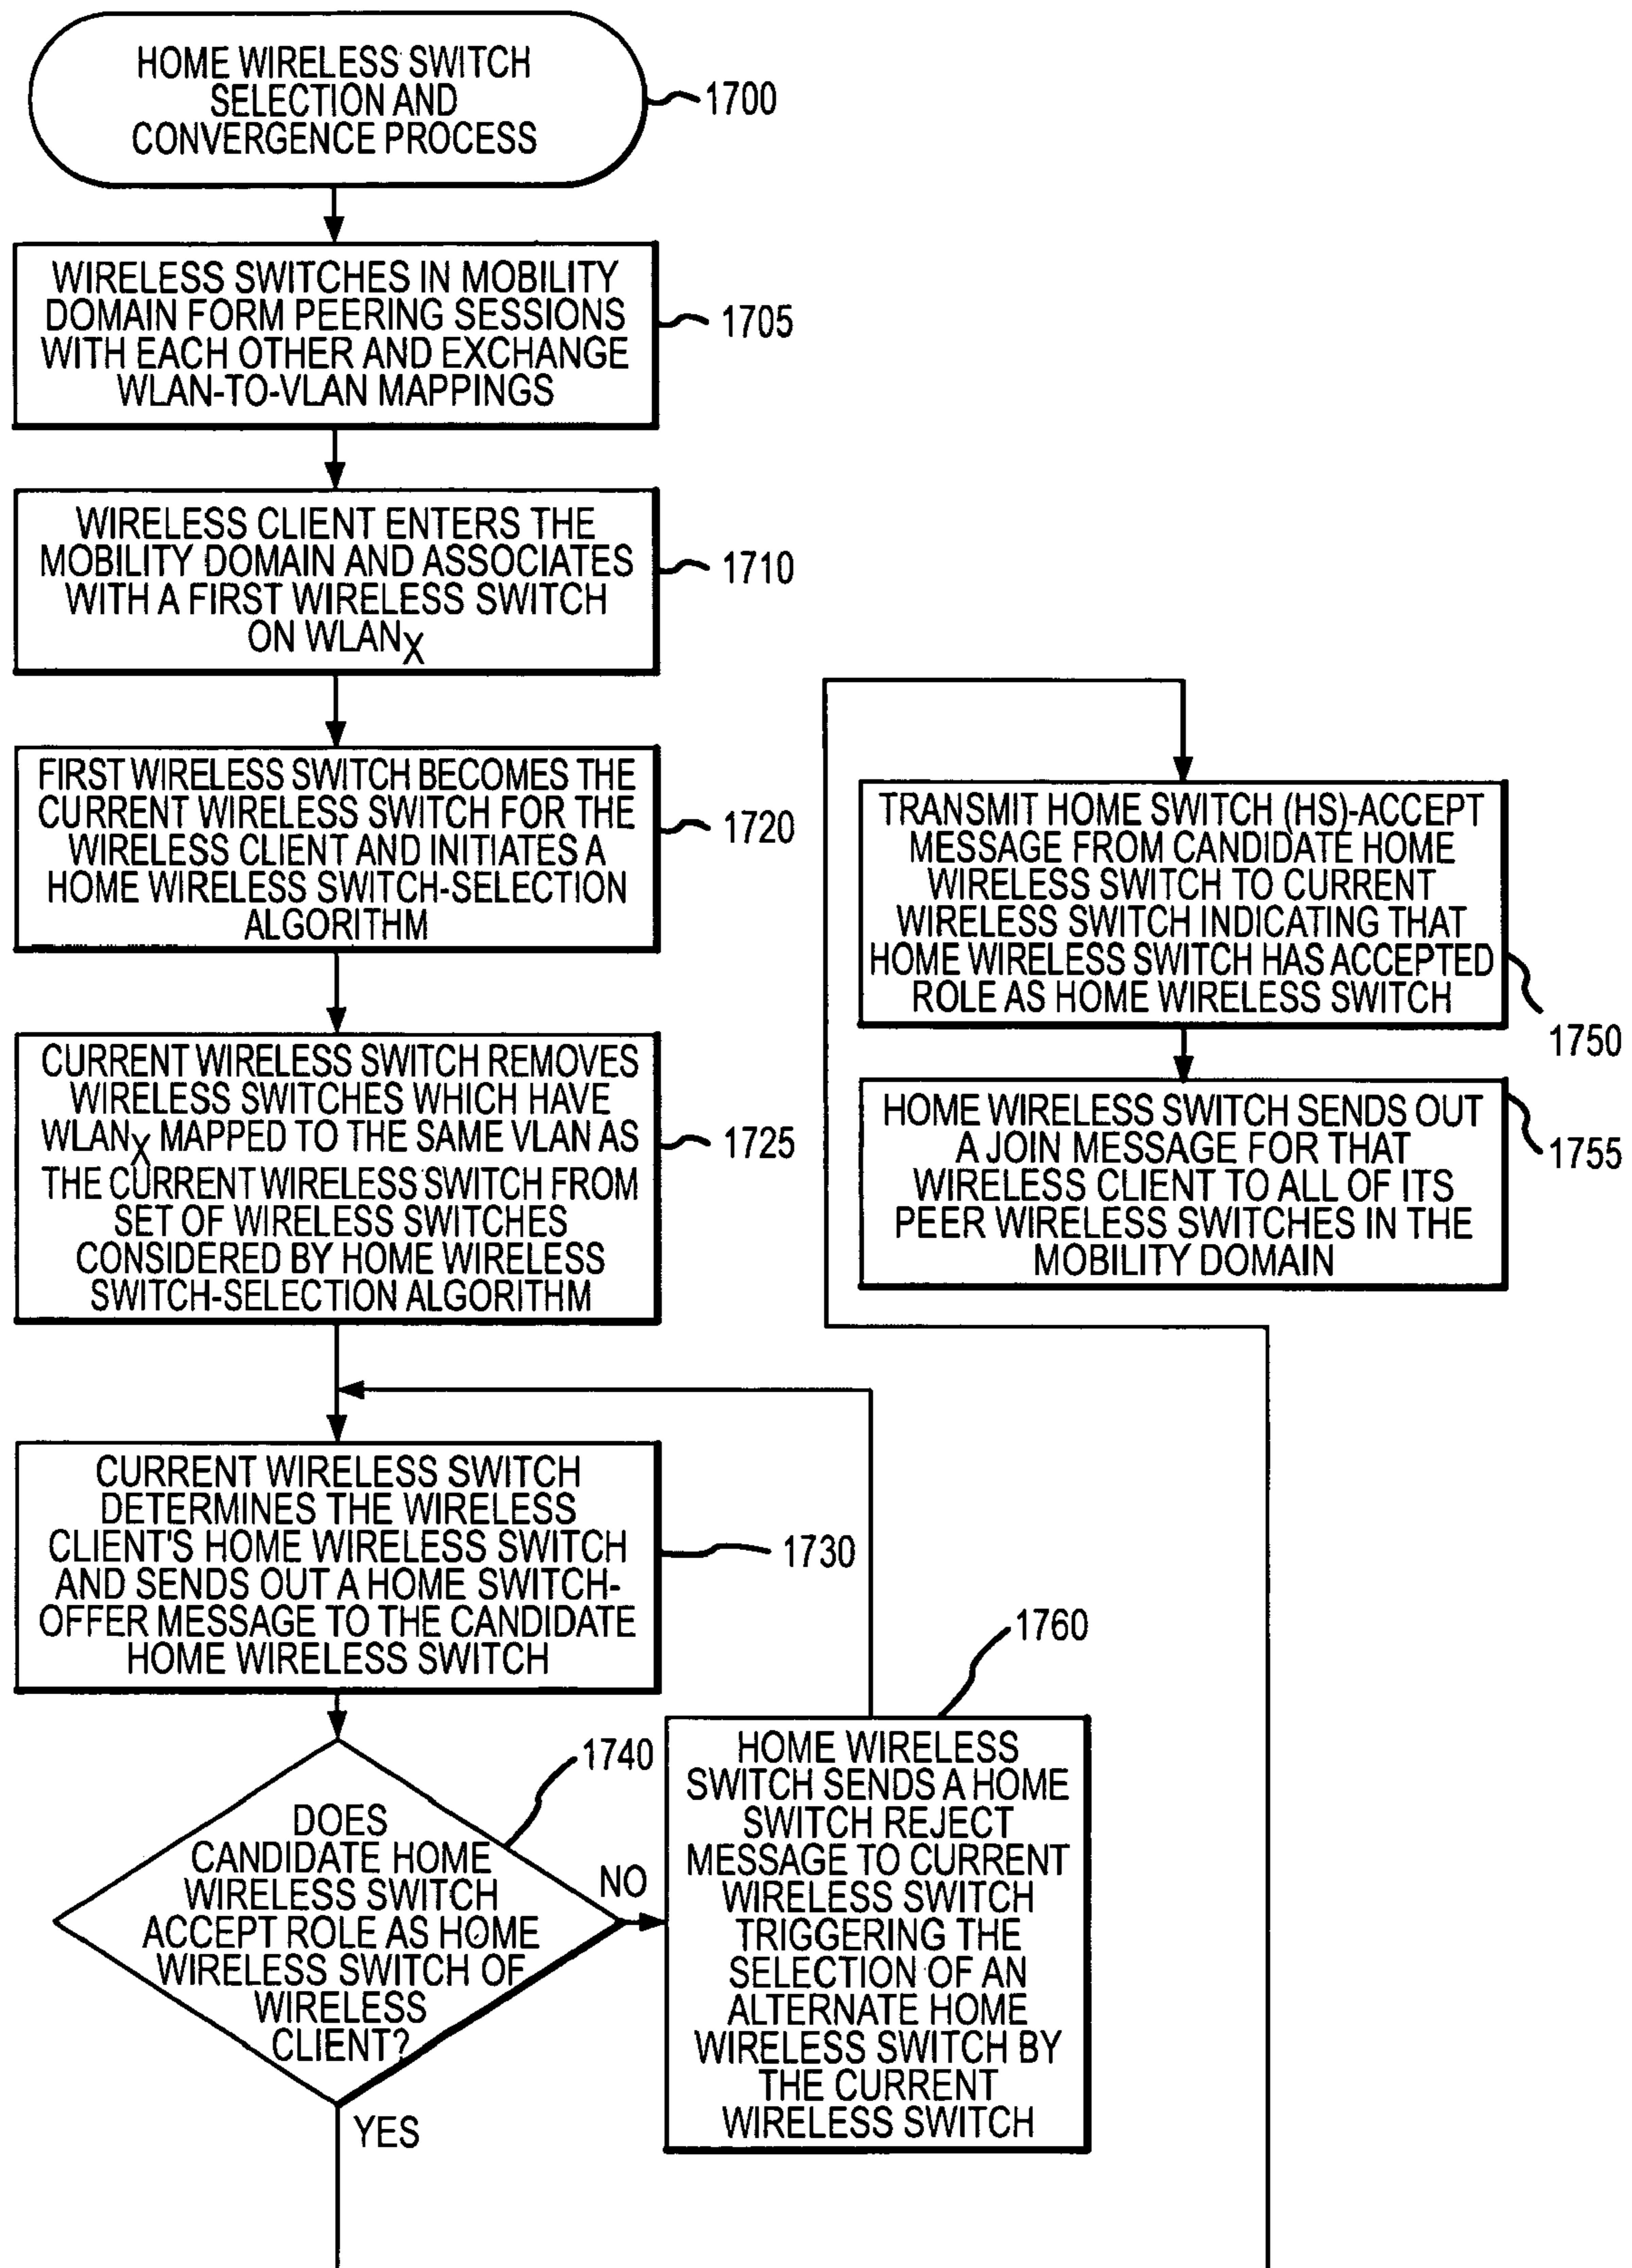 HOME WIRELESS SWITCH
SELECTION AND
CONVERGENCE PROCESS
1700
WIRELESS SWITCHES IN MOBILITY
DOMAIN FORM PEERING SESSIONS
WITH EACH OTHER AND EXCHANGE
WLAN-TO-VLAN MAPPINGS
1705
WIRELESS CLIENT ENTERS THE
MOBILITY DOMAIN AND ASSOCIATES
WITH A FIRST WIRELESS SWITCH
ON WLANX
1710
FIRST WIRELESS SWITCH BECOMES THE
CURRENT WIRELESS SWITCH FOR THE
WIRELESS CLIENT AND INITIATES A
HOME WIRELESS SWITCH-SELECTION
ALGORITHM
1720
CURRENT WIRELESS SWITCH REMOVES
WIRELESS SWITCHES WHICH HAVE
WLANX MAPPED TO THE SAME VLAN AS
THE CURRENT WIRELESS SWITCH FROM
SET OF WIRELESS SWITCHES
CONSIDERED BY HOME WIRELESS
SWITCH-SELECTION ALGORITHM
1725
CURRENT WIRELESS SWITCH
DETERMINES THE WIRELESS
CLIENT'S HOME WIRELESS SWITCH
AND SENDS OUT A HOME SWITCH-
OFFER MESSAGE TO THE CANDIDATE
HOME WIRELESS SWITCH
1730
DOES
CANDIDATE HOME
WIRELESS SWITCH
ACCEPT ROLE AS HOME
WIRELESS SWITCH OF
WIRELESS
CLIENT?
1740
NO
YES
HOME WIRELESS
SWITCH SENDS A HOME
SWITCH REJECT
MESSAGE TO CURRENT
WIRELESS SWITCH
TRIGGERING THE
SELECTION OF AN
ALTERNATE HOME
WIRELESS SWITCH BY
THE CURRENT
WIRELESS SWITCH
1760
TRANSMIT HOME SWITCH (HS)-ACCEPT
MESSAGE FROM CANDIDATE HOME
WIRELESS SWITCH TO CURRENT
WIRELESS SWITCH INDICATING THAT
HOME WIRELESS SWITCH HAS ACCEPTED
ROLE AS HOME WIRELESS SWITCH
1750
HOME WIRELESS SWITCH SENDS OUT
A JOIN MESSAGE FOR THAT
WIRELESS CLIENT TO ALL OF ITS
PEER WIRELESS SWITCHES IN THE
MOBILITY DOMAIN
1755